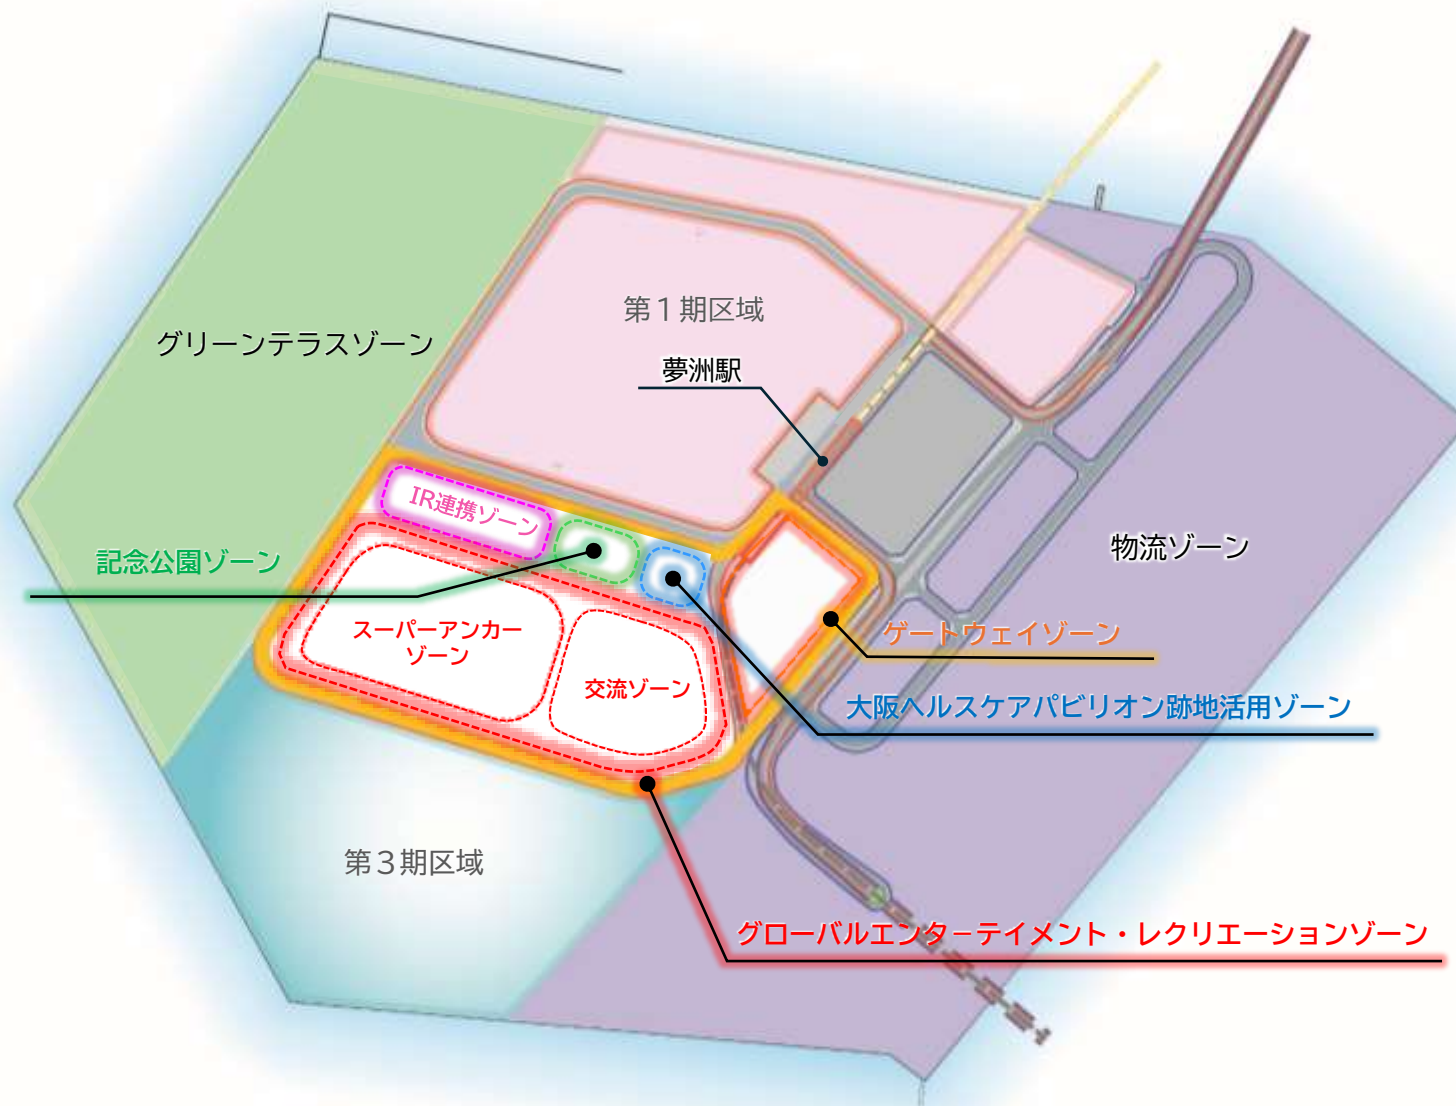 第１期区域
グリーンテラスゾーン
夢洲駅
IR連携ゾーン
記念公園ゾーン
物流ゾーン
スーパーアンカー
ゾーン
ゲートウェイゾーン
交流ゾーン
大阪ヘルスケアパビリオン跡地活用ゾーン
第３期区域
グローバルエンターテイメント・レクリエーションゾーン